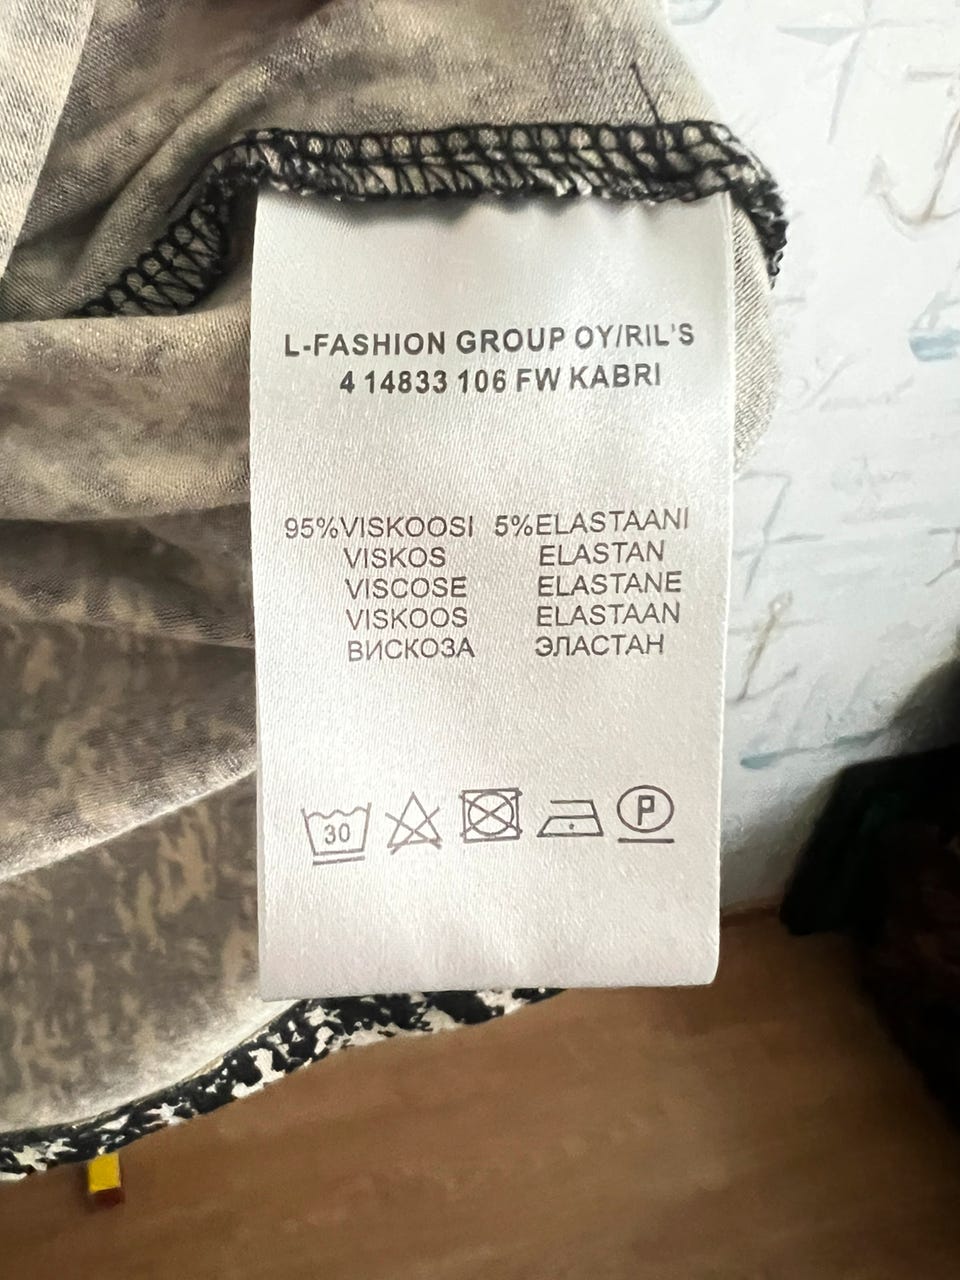 L-FASHION GROUP OY/RIL'S
4 14833 106 FW KABRI
95%VISKOOSI 5%ELASTAANI
VISKOS ELASTAN
VISCOSE ELASTANE
VISKOOS ELASTAAN
ВИСКОЗА ЭЛАСТАН
30 P